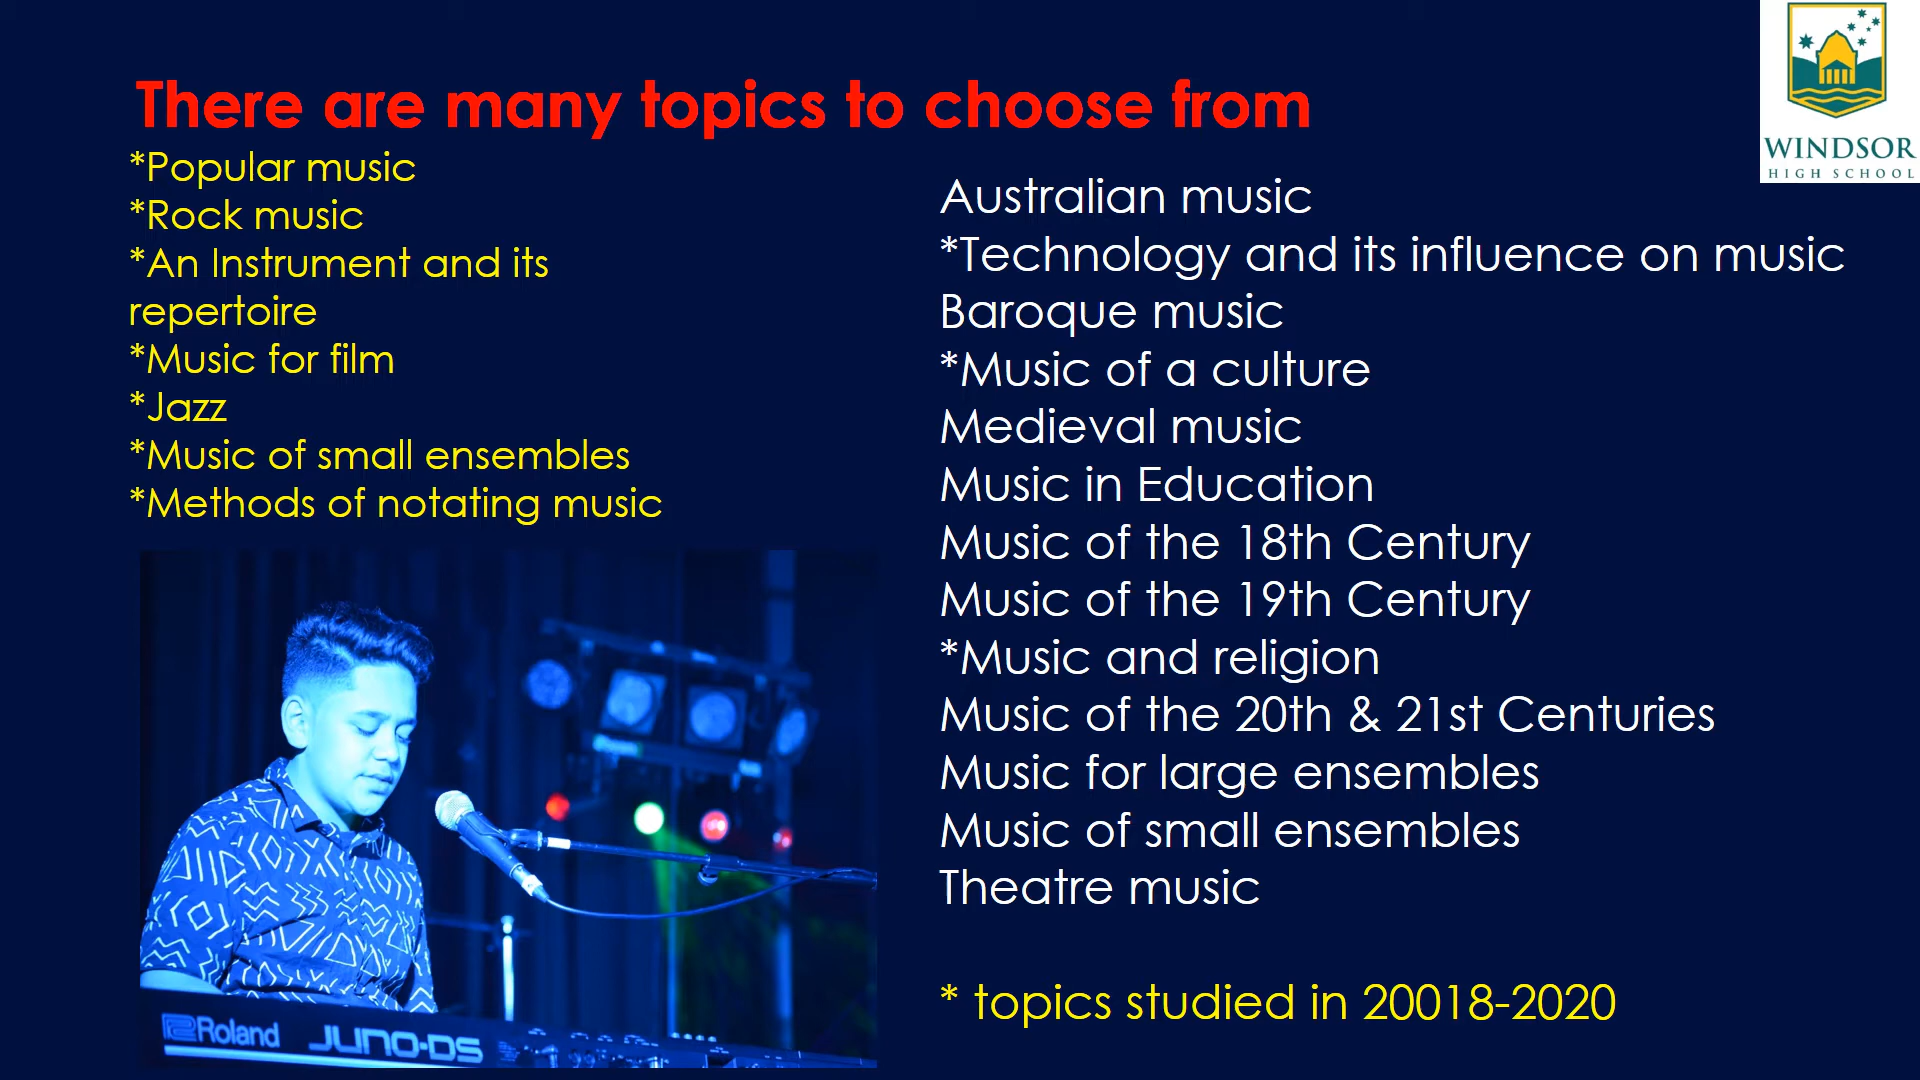 There are many topics to choose from
*Popular music
*Rock music
*An Instrument and its
repertoire
*Music for film
*Jazz
*Music of small ensembles
*Methods of notating music
Australian music
*Technology and its influence on music
Baroque music
*Music of a culture
Medieval music
Music in Education
Music of the 18th Century
Music of the 19th Century
*Music and religion
Music of the 20th & 21st Centuries
Music for large ensembles
Music of small ensembles
Theatre music
* topics studied in 20018-2020
WINDSOR
HIGH SCHOOL
Roland JUNO-DS